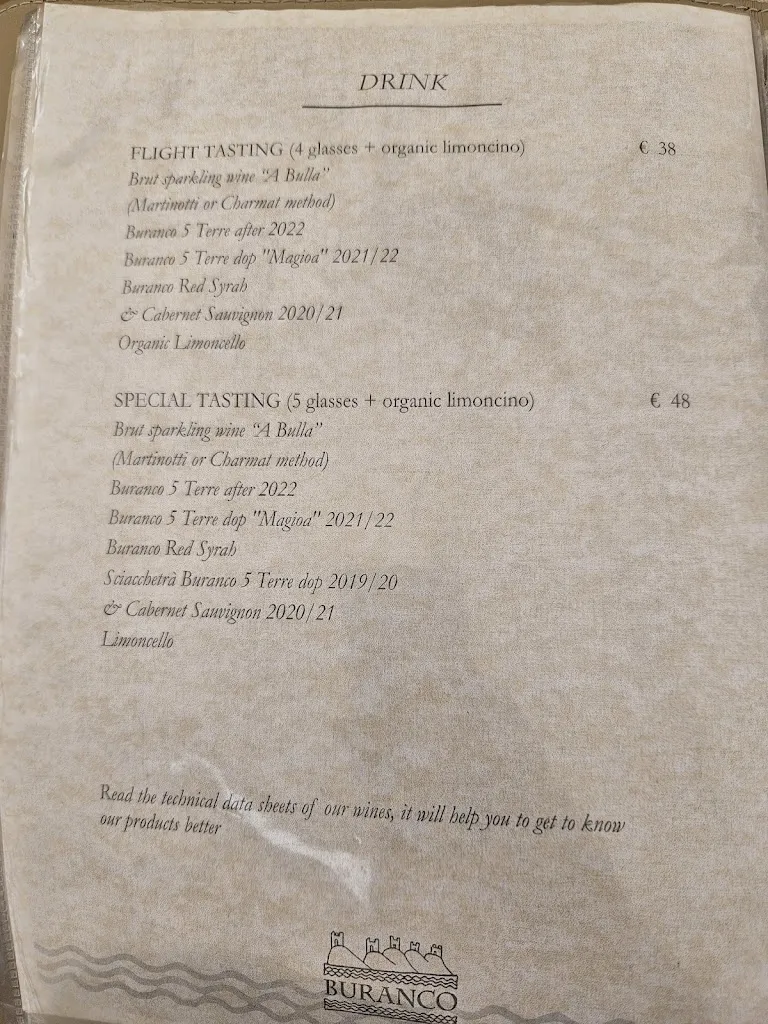 DRINK
FLIGHT TASTING (4 glasses + organic limoncino) € 38
Brut sparkling wine “A Bulla”
(Martinotti or Charmat method)
Buranco 5 Terre after 2022
Buranco 5 Terre dop "Magioa" 2021/22
Buranco Red Syrah
& Cabernet Sauvignon 2020/21
Organic Limoncello
SPECIAL TASTING (5 glasses + organic limoncino) € 48
Brut sparkling wine “A Bulla”
(Martinotti or Charmat method)
Buranco 5 Terre after 2022
Buranco 5 Terre dop "Magioa" 2021/22
Buranco Red Syrah
Sciacchetrà Buranco 5 Terre dop 2019/20
& Cabernet Sauvignon 2020/21
Limoncello
Read the technical data sheets of our wines, it will help you to get to know
our products better
BURANCO